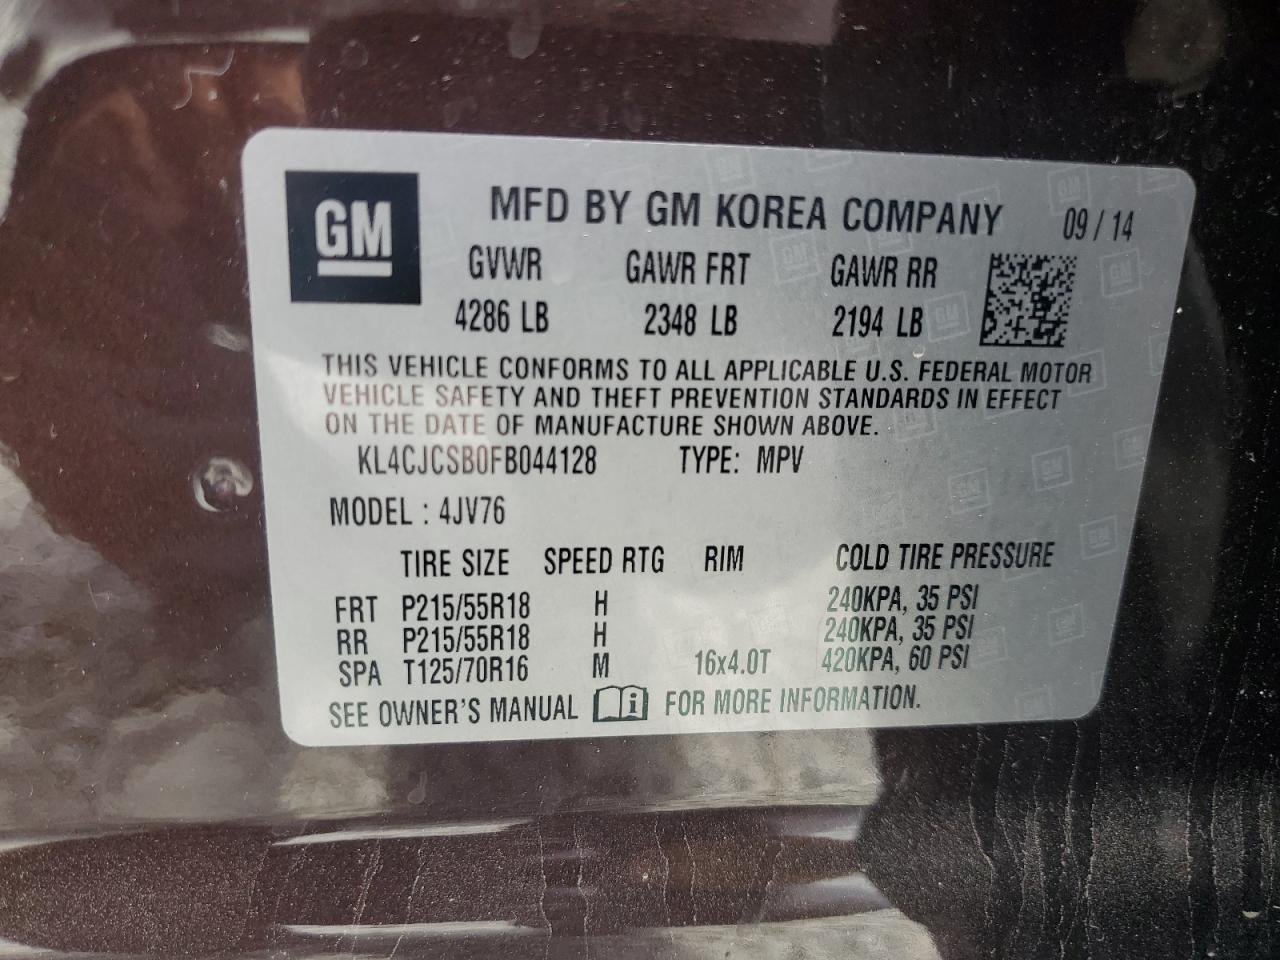 GM MFD BY GM KOREA COMPANY 09 / 14
GVWR GAWR FRT GAWR RR
4286 LB 2348 LB 2194 LB
THIS VEHICLE CONFORMS TO ALL APPLICABLE U.S. FEDERAL MOTOR
VEHICLE SAFETY AND THEFT PREVENTION STANDARDS IN EFFECT
ON THE DATE OF MANUFACTURE SHOWN ABOVE.
KL4CJCSB0FB044128 TYPE: MPV
MODEL : 4JV76
TIRE SIZE SPEED RTG RIM COLD TIRE PRESSURE
FRT P215/55R18 H 240KPA, 35 PSI
RR P215/55R18 H 240KPA, 35 PSI
SPA T125/70R16 M 16x4.0T 420KPA, 60 PSI
SEE OWNER'S MANUAL i FOR MORE INFORMATION.